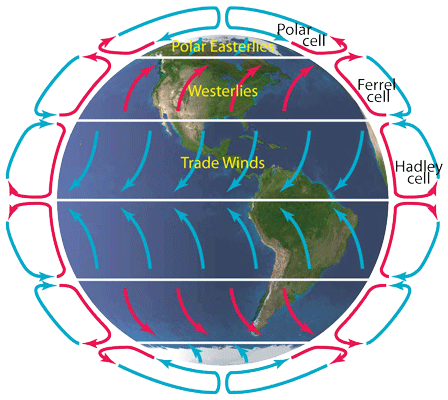 Polar
cell
Polar Easterlies
Ferrel
cell
Westerlies
Trade Winds
Hadley
cell